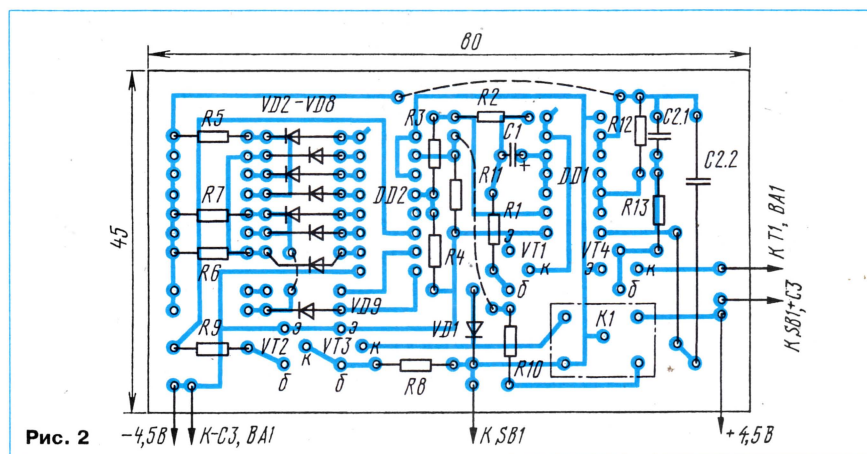 80
45
R5
VD2-VD8
R3
R2
C1
+
R12
C2.1
C2.2
R11
DD2
DD1
R7
R1
R13
R6
R4
э
VT1
к
б
VT4
э
к
б
К T1, BA1
К SB1,+C3
VD9
VD1
K1
R9
э
э
VT2
к
б
VT3
к
б
R8
R10
Рис. 2
-4,5В
К-C3, BA1
К SB1
+4,5В